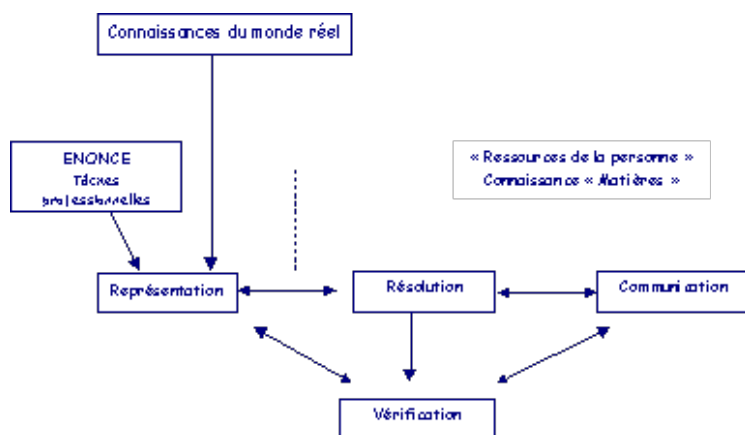 Connaissances du monde réel
ENONCE
Tâches
professionnelles
« Ressources de la personne »
Connaissance « Matières »
Représentation
Résolution
Communication
Vérification